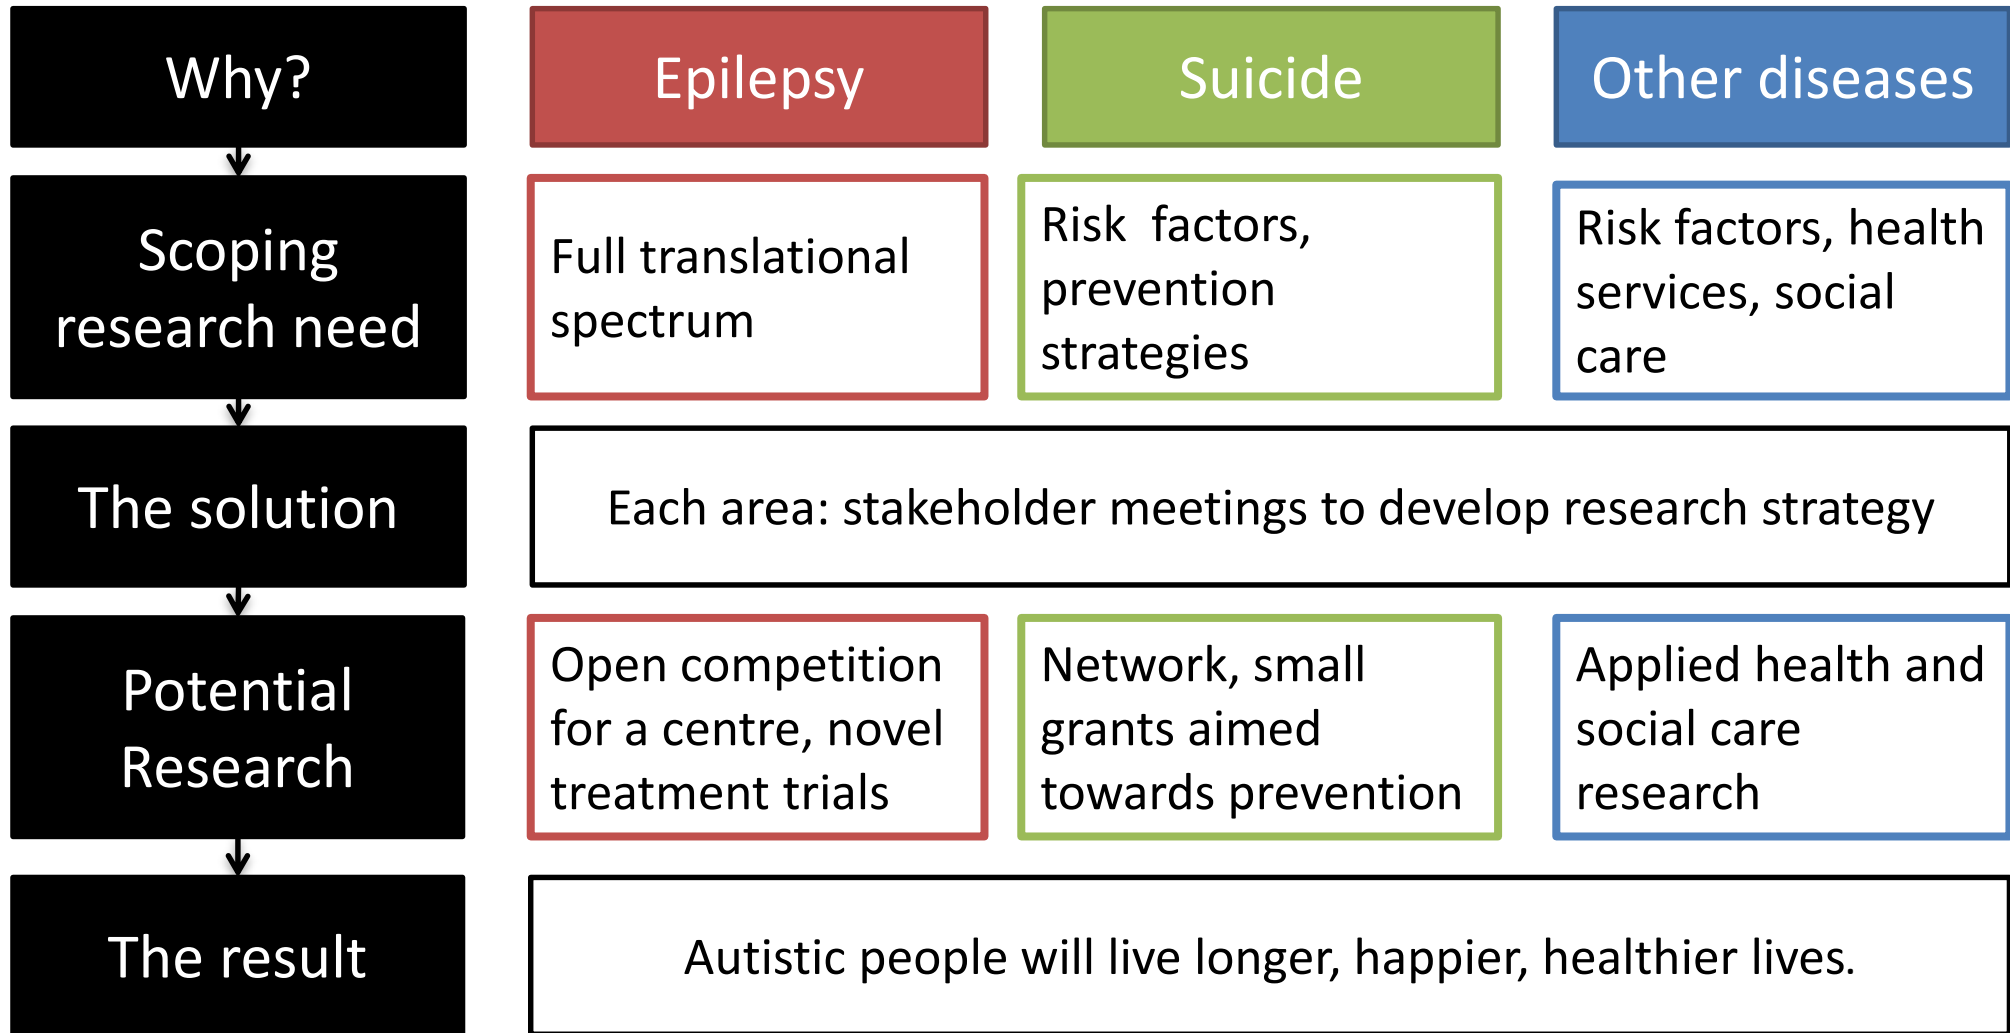 Why?
Epilepsy
Suicide
Other diseases
Scoping
research need
Full translational
spectrum
Risk factors,
prevention
strategies
Risk factors, health
services, social
care
The solution
Each area: stakeholder meetings to develop research strategy
Potential
Research
Open competition
for a centre, novel
treatment trials
Network, small
grants aimed
towards prevention
Applied health and
social care
research
The result
Autistic people will live longer, happier, healthier lives.